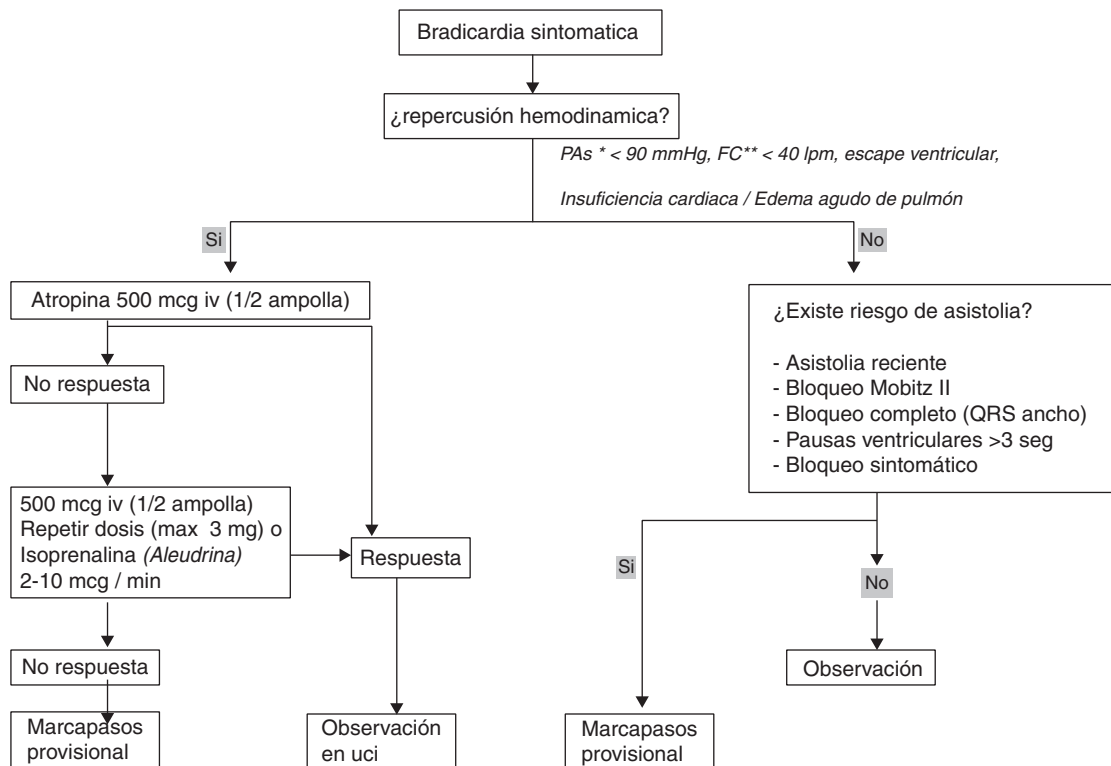 Bradicardia sintomatica
¿repercusión hemodinamica?
PAs * < 90 mmHg, FC** < 40 lpm, escape ventricular,
Insuficiencia cardiaca / Edema agudo de pulmón
Si
No
Atropina 500 mcg iv (1/2 ampolla)
No respuesta
500 mcg iv (1/2 ampolla)
Repetir dosis (max 3 mg) o
Isoprenalina (Aleudrina)
2-10 mcg / min
Respuesta
No respuesta
Marcapasos
provisional
Observación
en uci
¿Existe riesgo de asistolia?
- Asistolia reciente
- Bloqueo Mobitz II
- Bloqueo completo (QRS ancho)
- Pausas ventriculares >3 seg
- Bloqueo sintomático
Si
No
Observación
Marcapasos
provisional